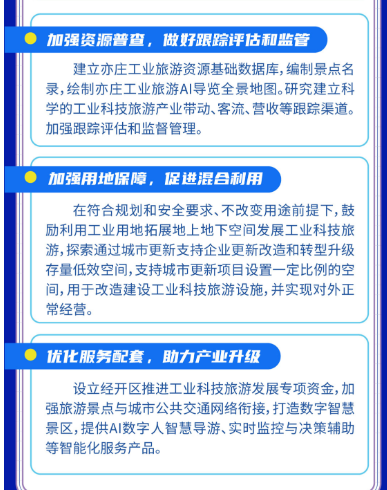 加强资源普查，做好跟踪评估和监管
建立亦庄工业旅游资源基础数据库，编制景点名
录，绘制亦庄工业旅游AI导览全景地图。研究建立科
学的工业科技旅游产业带动、客流、营收等跟踪渠道。
加强跟踪评估和监督管理。
加强用地保障，促进混合利用
在符合规划和安全要求、不改变用途前提下，鼓
励利用工业用地拓展地上地下空间发展工业科技旅
游，探索通过城市更新支持企业更新改造和转型升级
存量低效空间，支持城市更新项目设置一定比例的空
间，用于改造建设工业科技旅游设施，并实现对外正
常经营。
优化服务配套，助力产业升级
设立经开区推进工业科技旅游发展专项资金，加
强旅游景点与城市公共交通网络衔接，打造数字智慧
景区，提供AI数字人智慧导游、实时监控与决策辅助
等智能化服务产品。